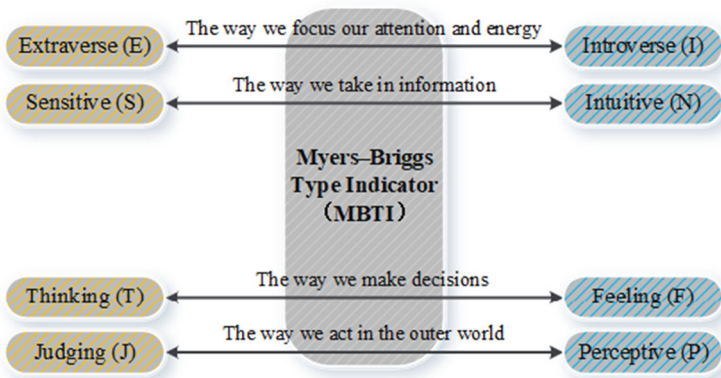 The way we focus our attention and energy
Extraverse (E)
Introverse (I)
The way we take in information
Sensitive (S)
Intuitive (N)
Myers–Briggs
Type Indicator
（MBTI）
The way we make decisions
Thinking (T)
Feeling (F)
The way we act in the outer world
Judging (J)
Perceptive (P)